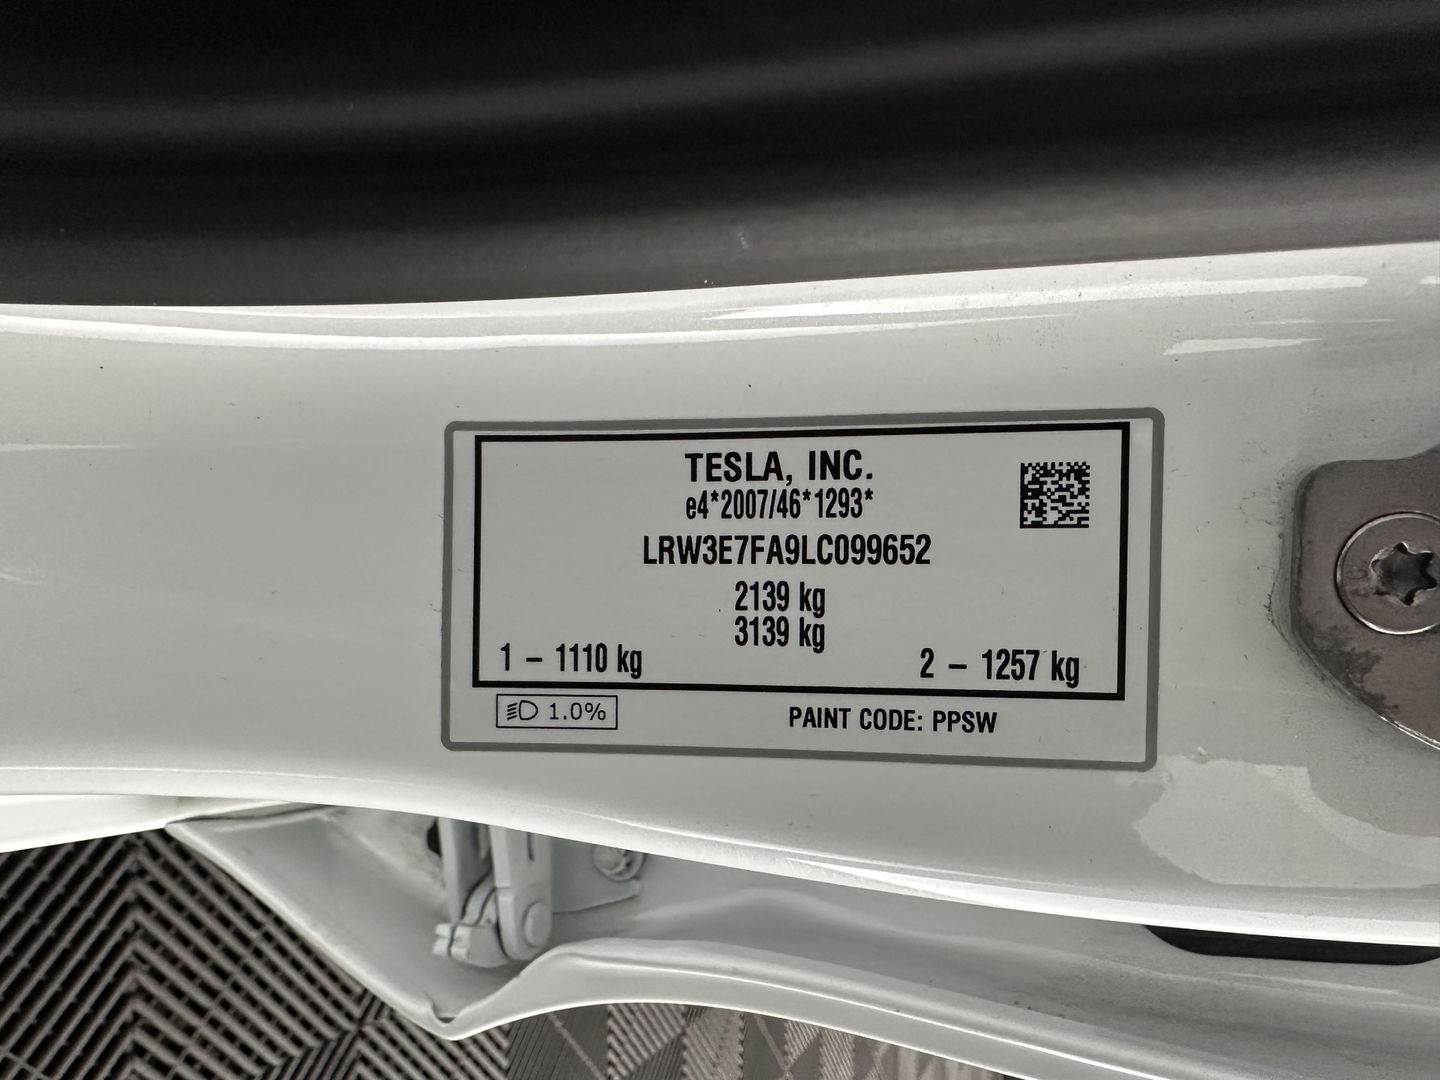 TESLA, INC.
e4*2007/46*1293*
LRW3E7FA9LC099652
2139 kg
3139 kg
1 – 1110 kg 2 – 1257 kg
1.0% PAINT CODE: PPSW